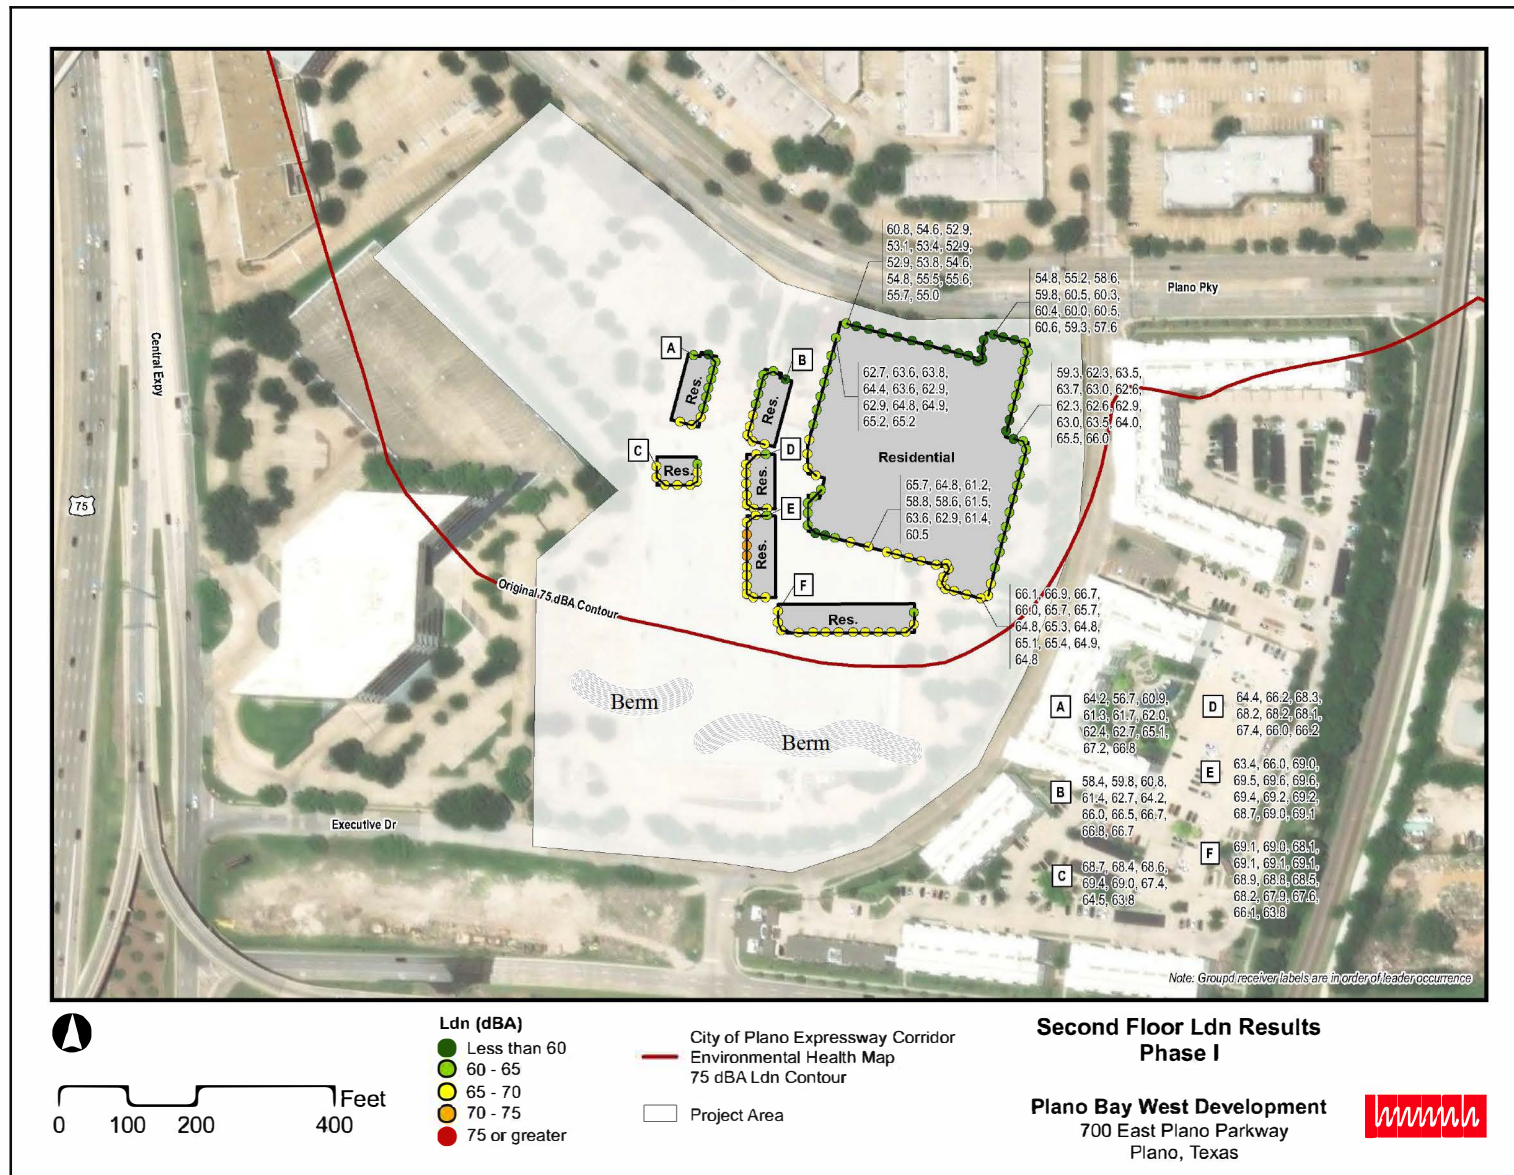 60.8, 54.6, 52.9,
53.1, 53.4, 52.9,
52.9, 53.8, 54.6,
54.8, 55.5, 55.6,
55.7, 55.0
54.8, 55.2, 58.6,
59.8, 60.5, 60.3,
60.4, 60.0, 60.5,
60.6, 59.3, 57.6
Plano Pky
Central Expy
A
B
Res.
Res.
62.7, 63.6, 63.8,
64.4, 63.6, 62.9,
62.9, 64.8, 64.9,
65.2, 65.2
59.3, 62.3, 63.5,
63.7, 63.0, 62.6,
62.3, 62.6, 62.9,
63.0, 63.5, 64.0,
65.5, 66.0
C
Res.
D
Res.
Residential
75
E
Res.
65.7, 64.8, 61.2,
58.8, 58.6, 61.5,
63.6, 62.9, 61.4,
60.5
Original 75 dBA Contour
F
Res.
66.1, 66.9, 66.7,
66.0, 65.7, 65.7,
64.8, 65.3, 64.8,
65.1, 65.4, 64.9,
64.8
Berm
Berm
Executive Dr
A
64.2, 56.7, 60.9,
61.3, 61.7, 62.0,
62.4, 62.7, 65.1,
67.2, 66.8
B
58.4, 59.8, 60.8,
61.4, 62.7, 64.2,
66.0, 66.5, 66.7,
66.8, 66.7
C
68.7, 68.4, 68.6,
69.4, 69.0, 67.4,
64.5, 63.8
D
64.4, 66.2, 68.3,
68.2, 68.2, 68.1,
67.4, 66.0, 66.2
E
63.4, 66.0, 69.0,
69.5, 69.6, 69.6,
69.4, 69.2, 69.2,
68.7, 69.0, 69.1
F
69.1, 69.0, 68.1,
69.1, 69.1, 69.1,
68.9, 68.8, 68.5,
68.2, 67.9, 67.6,
66.1, 63.8
Note: Groupd receiver labels are in order of leader occurrence
Feet
0 100 200 400
Ldn (dBA)
Less than 60
60 - 65
65 - 70
70 - 75
75 or greater
City of Plano Expressway Corridor
Environmental Health Map
75 dBA Ldn Contour
Project Area
Second Floor Ldn Results
Phase I
Plano Bay West Development
700 East Plano Parkway
Plano, Texas
hmmh